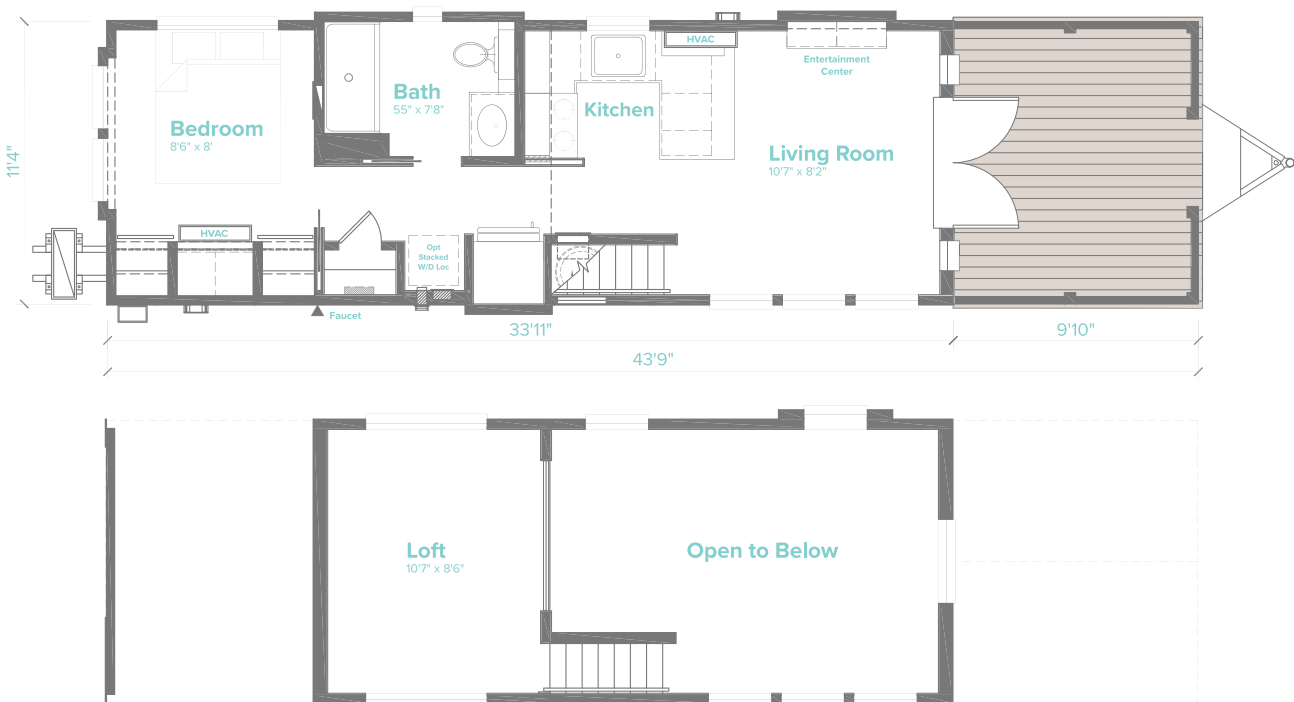 HVAC
Entertainment
Center
Bath
55" x 7'8"
Kitchen
Bedroom
8'6" x 8'
Living Room
10'7" x 8'2"
11'4"
HVAC
Opt
Stacked
W/D Loc
Faucet
33'11"
9'10"
43'9"
Loft
10'7" x 8'6"
Open to Below